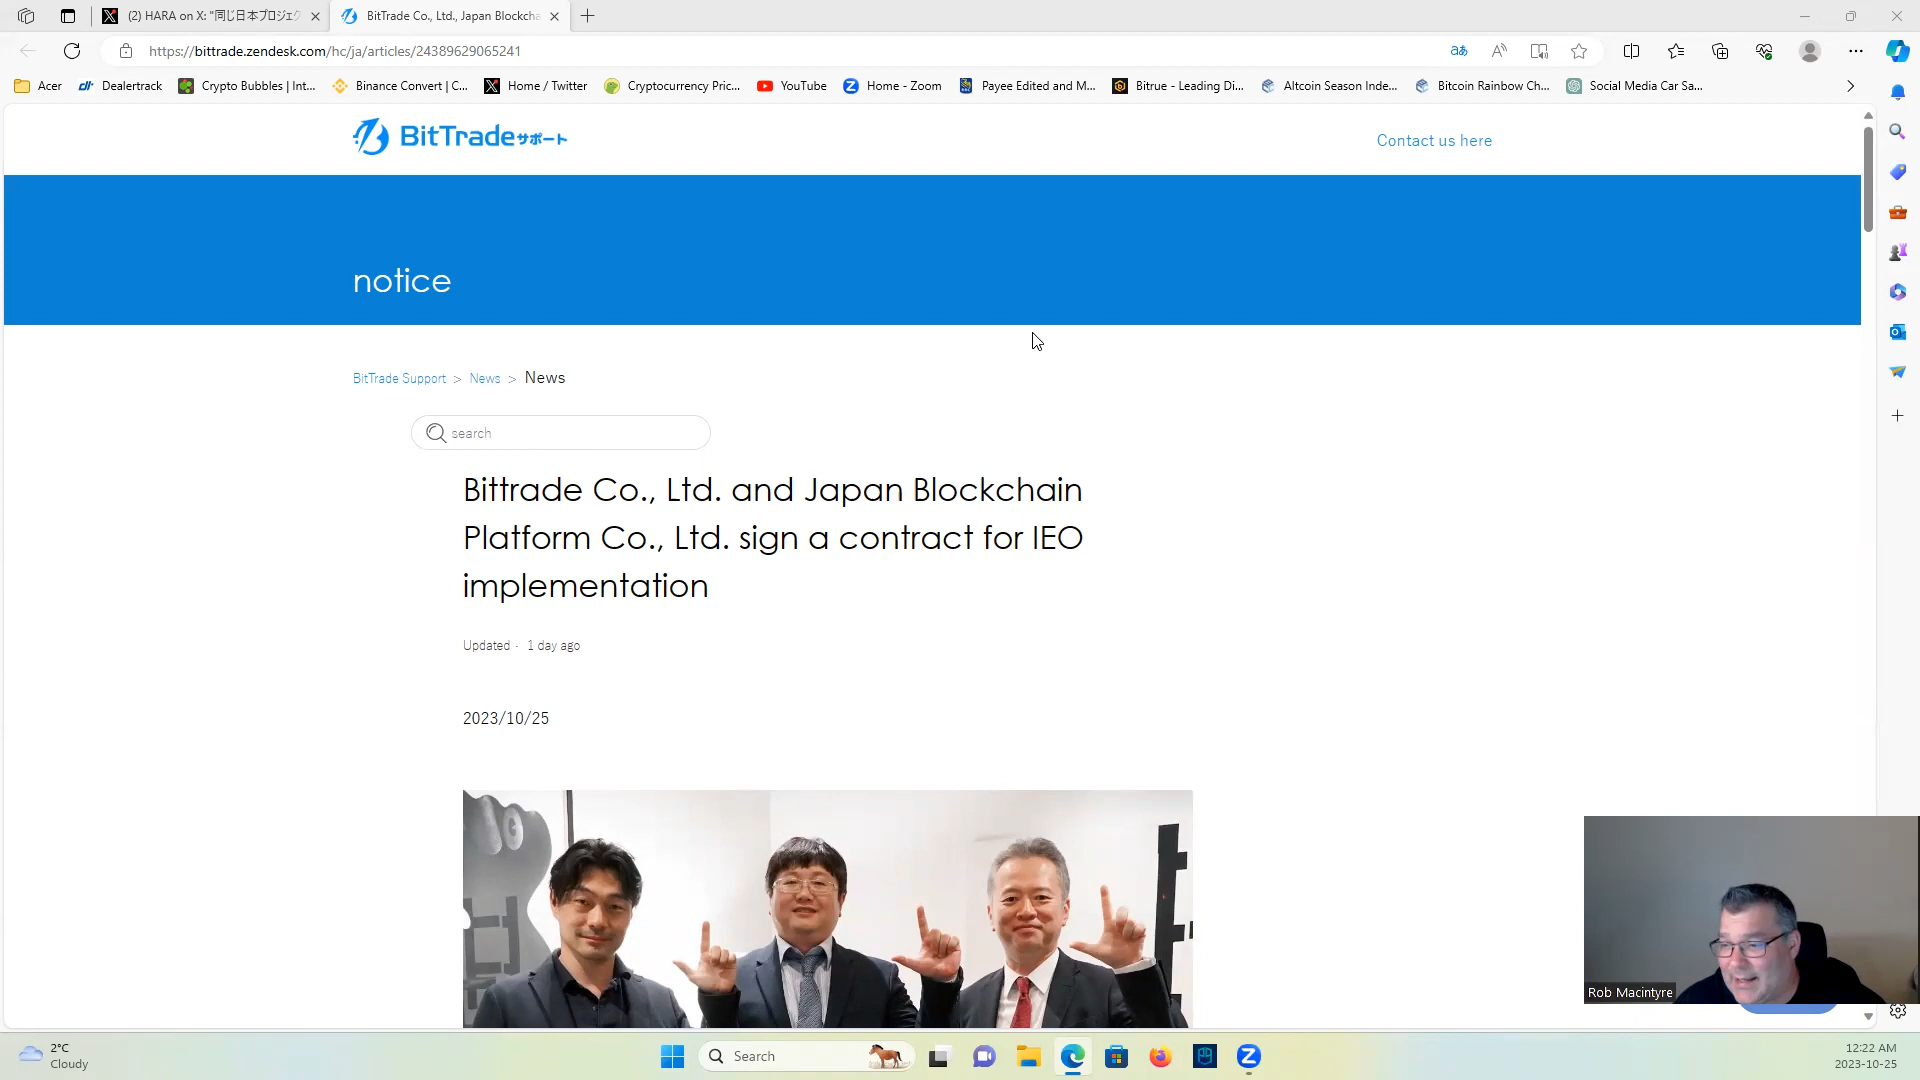 (2) HARA on X: "同じ日本プロジェク
BitTrade Co., Ltd., Japan Blockcha
https://bittrade.zendesk.com/hc/ja/articles/24389629065241
Acer
Dealertrack
Crypto Bubbles | Int...
Binance Convert | C...
Home / Twitter
Cryptocurrency Pric...
YouTube
Home - Zoom
Payee Edited and M...
Bitrue - Leading Di...
Altcoin Season Inde...
Bitcoin Rainbow Ch...
Social Media Car Sa...
BitTradeサポート
Contact us here
notice
BitTrade Support > News > News
search
Bittrade Co., Ltd. and Japan Blockchain
Platform Co., Ltd. sign a contract for IEO
implementation
Updated · 1 day ago
2023/10/25
Rob Macintyre
2°C
Cloudy
Search
12:22 AM
2023-10-25